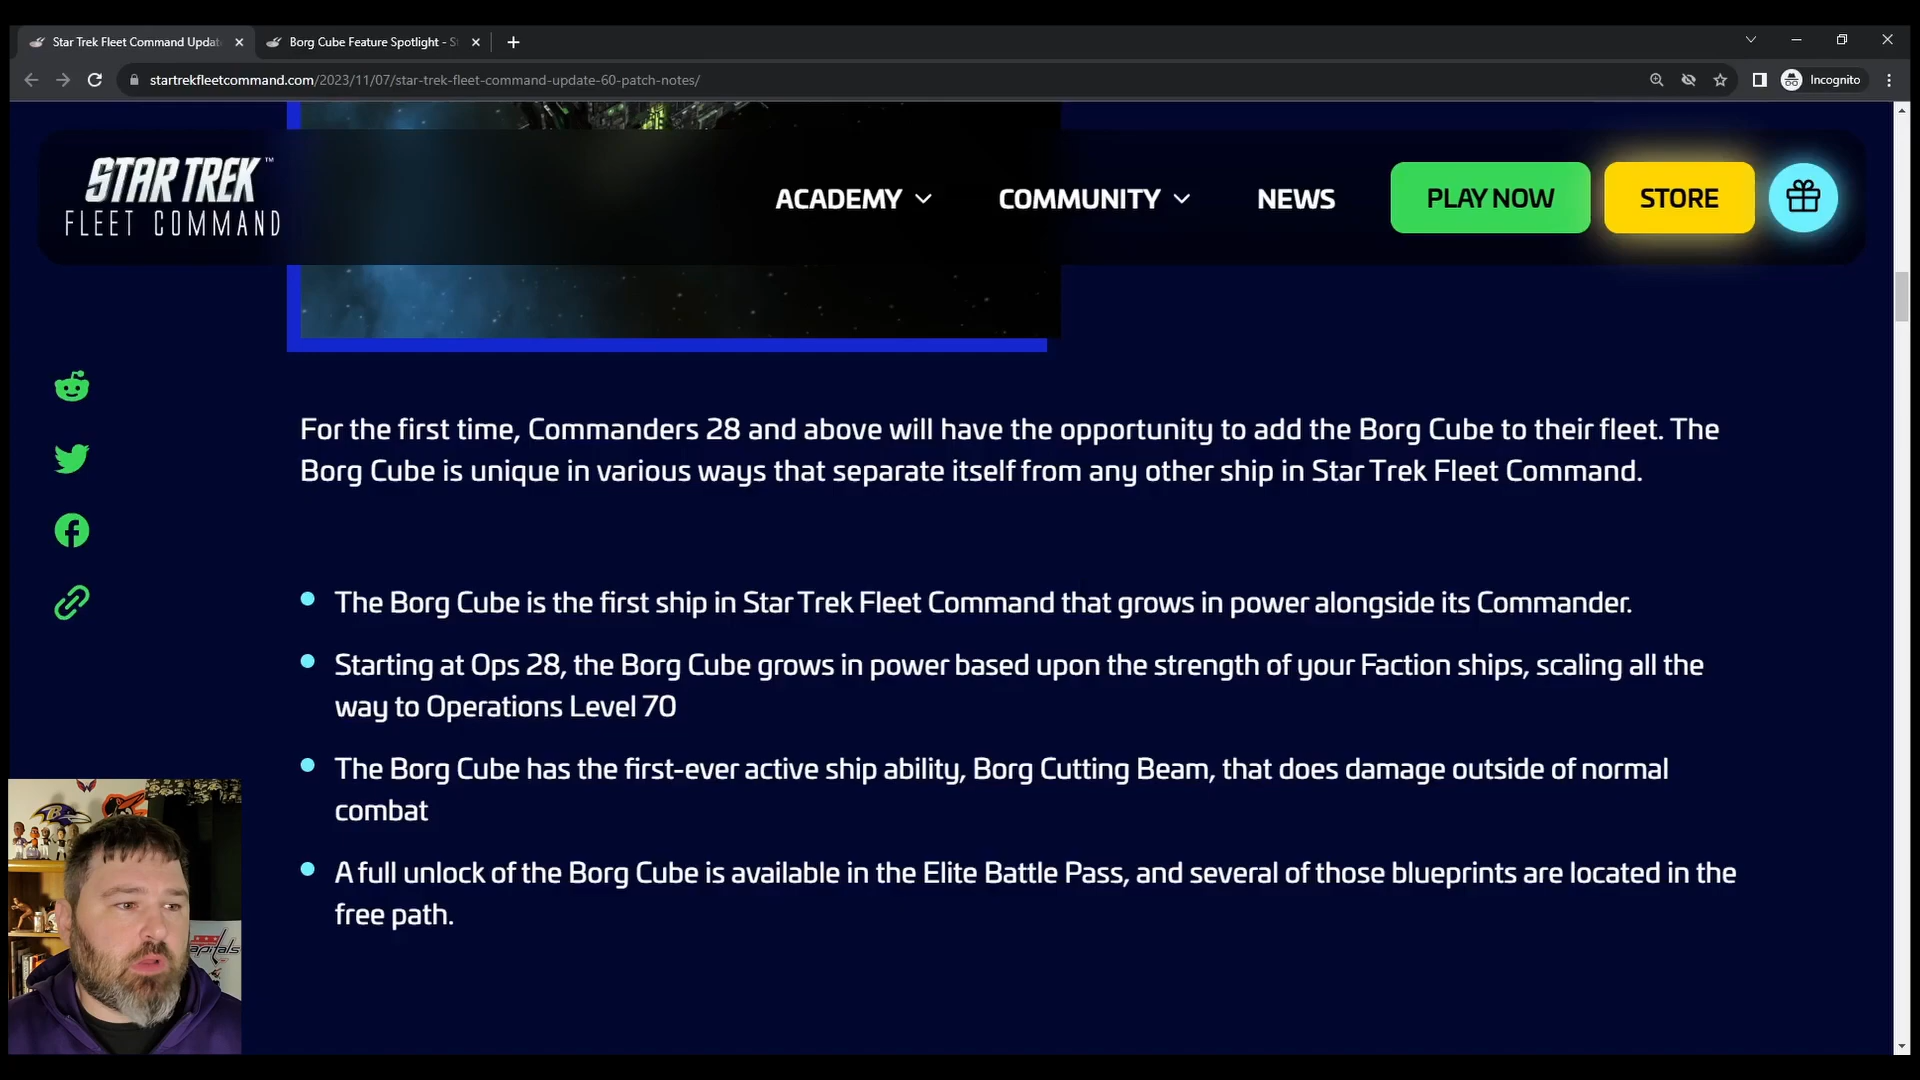 Star Trek Fleet Command Updat
Borg Cube Feature Spotlight - S
startrekfleetcommand.com/2023/11/07/star-trek-fleet-command-update-60-patch-notes/
Incognito
STAR TREK™
FLEET COMMAND
ACADEMY
COMMUNITY
NEWS
PLAY NOW
STORE
For the first time, Commanders 28 and above will have the opportunity to add the Borg Cube to their fleet. The
Borg Cube is unique in various ways that separate itself from any other ship in Star Trek Fleet Command.
The Borg Cube is the first ship in Star Trek Fleet Command that grows in power alongside its Commander.
Starting at Ops 28, the Borg Cube grows in power based upon the strength of your Faction ships, scaling all the
way to Operations Level 70
The Borg Cube has the first-ever active ship ability, Borg Cutting Beam, that does damage outside of normal
combat
A full unlock of the Borg Cube is available in the Elite Battle Pass, and several of those blueprints are located in the
free path.
capitals